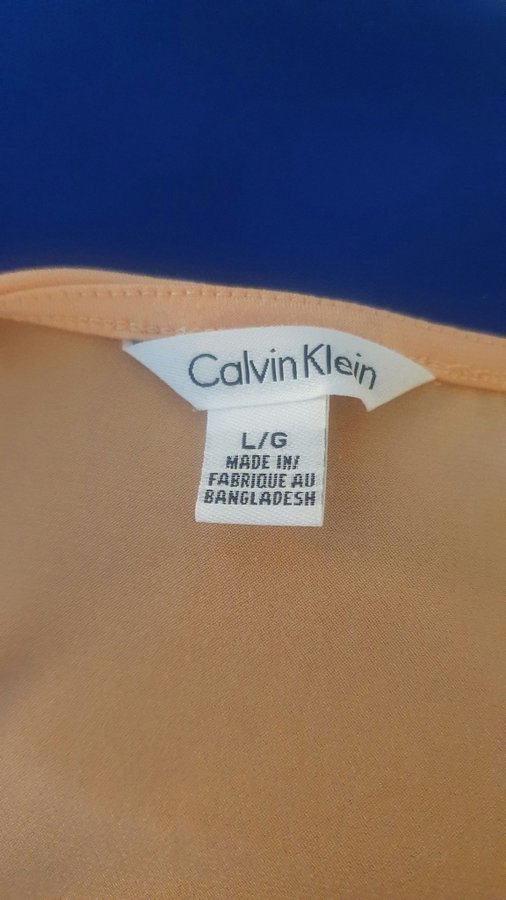 Calvin Klein
L/G
MADE IN/
FABRIQUE AU
BANGLADESH